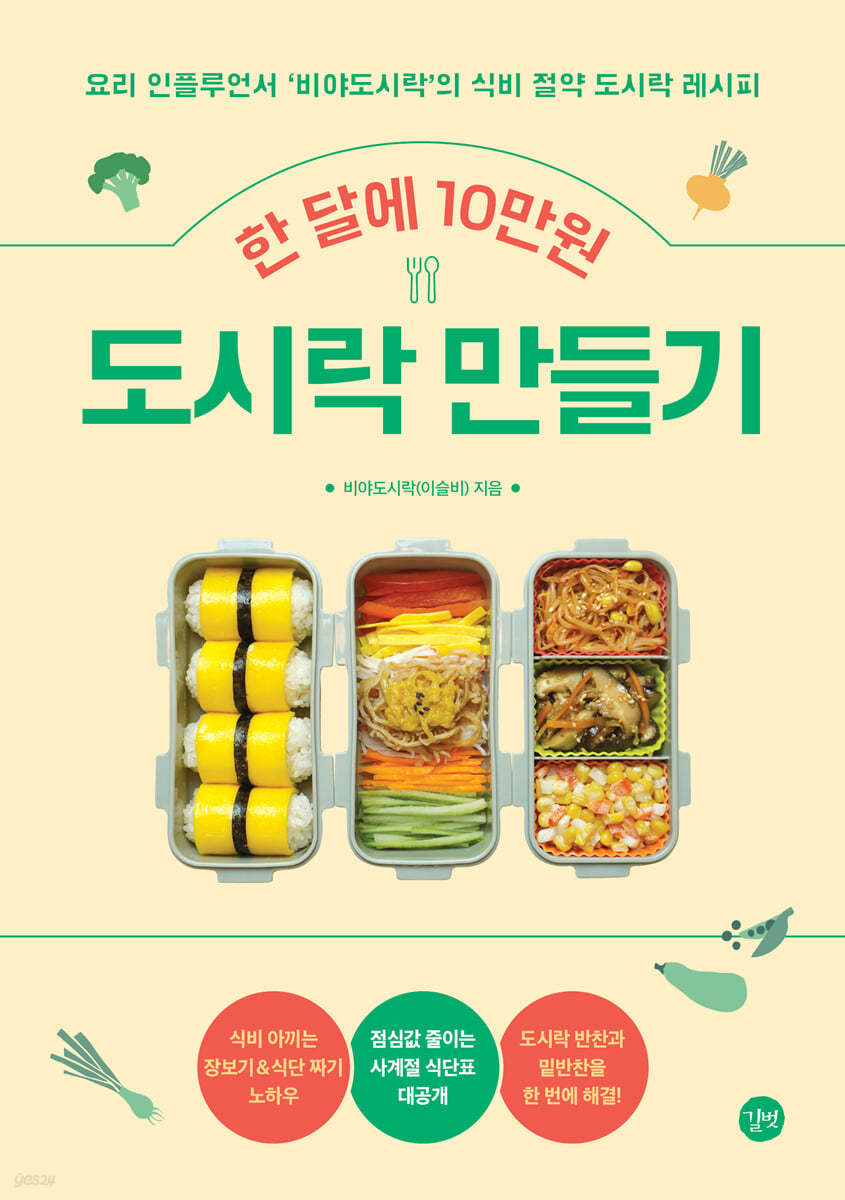 요리 인플루언서 ‘비야도시락’의 식비 절약 도시락 레시피
한 달에 10만원
도시락 만들기
● 비야도시락(이슬비) 지음 ●
식비 아끼는
장보기&식단 짜기
노하우
점심값 줄이는
사계절 식단표
대공개
도시락 반찬과
밑반찬을
한 번에 해결!
길벗
yes24